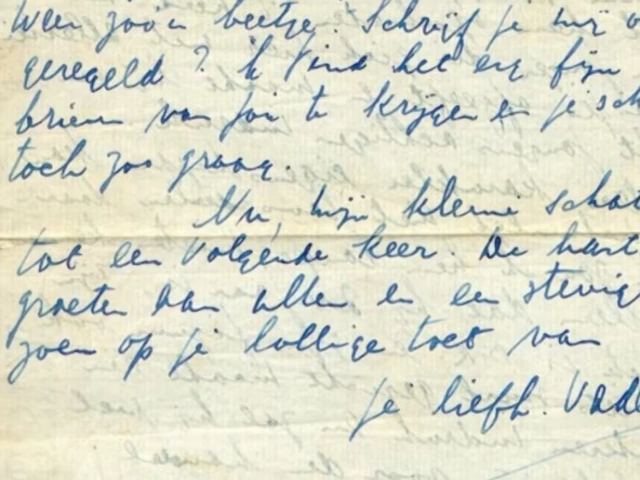 weer zoo'n beetje. Schrijf je mij
geregeld? Ik vind het erg fijn
brieven van jou te krijgen en je sch
toch zoo graag.
Nu, mijn kleine schat
tot een volgende keer. De hart
groeten van allen en een stevig
zoen op je lollige toet van
Je liefh. Vade